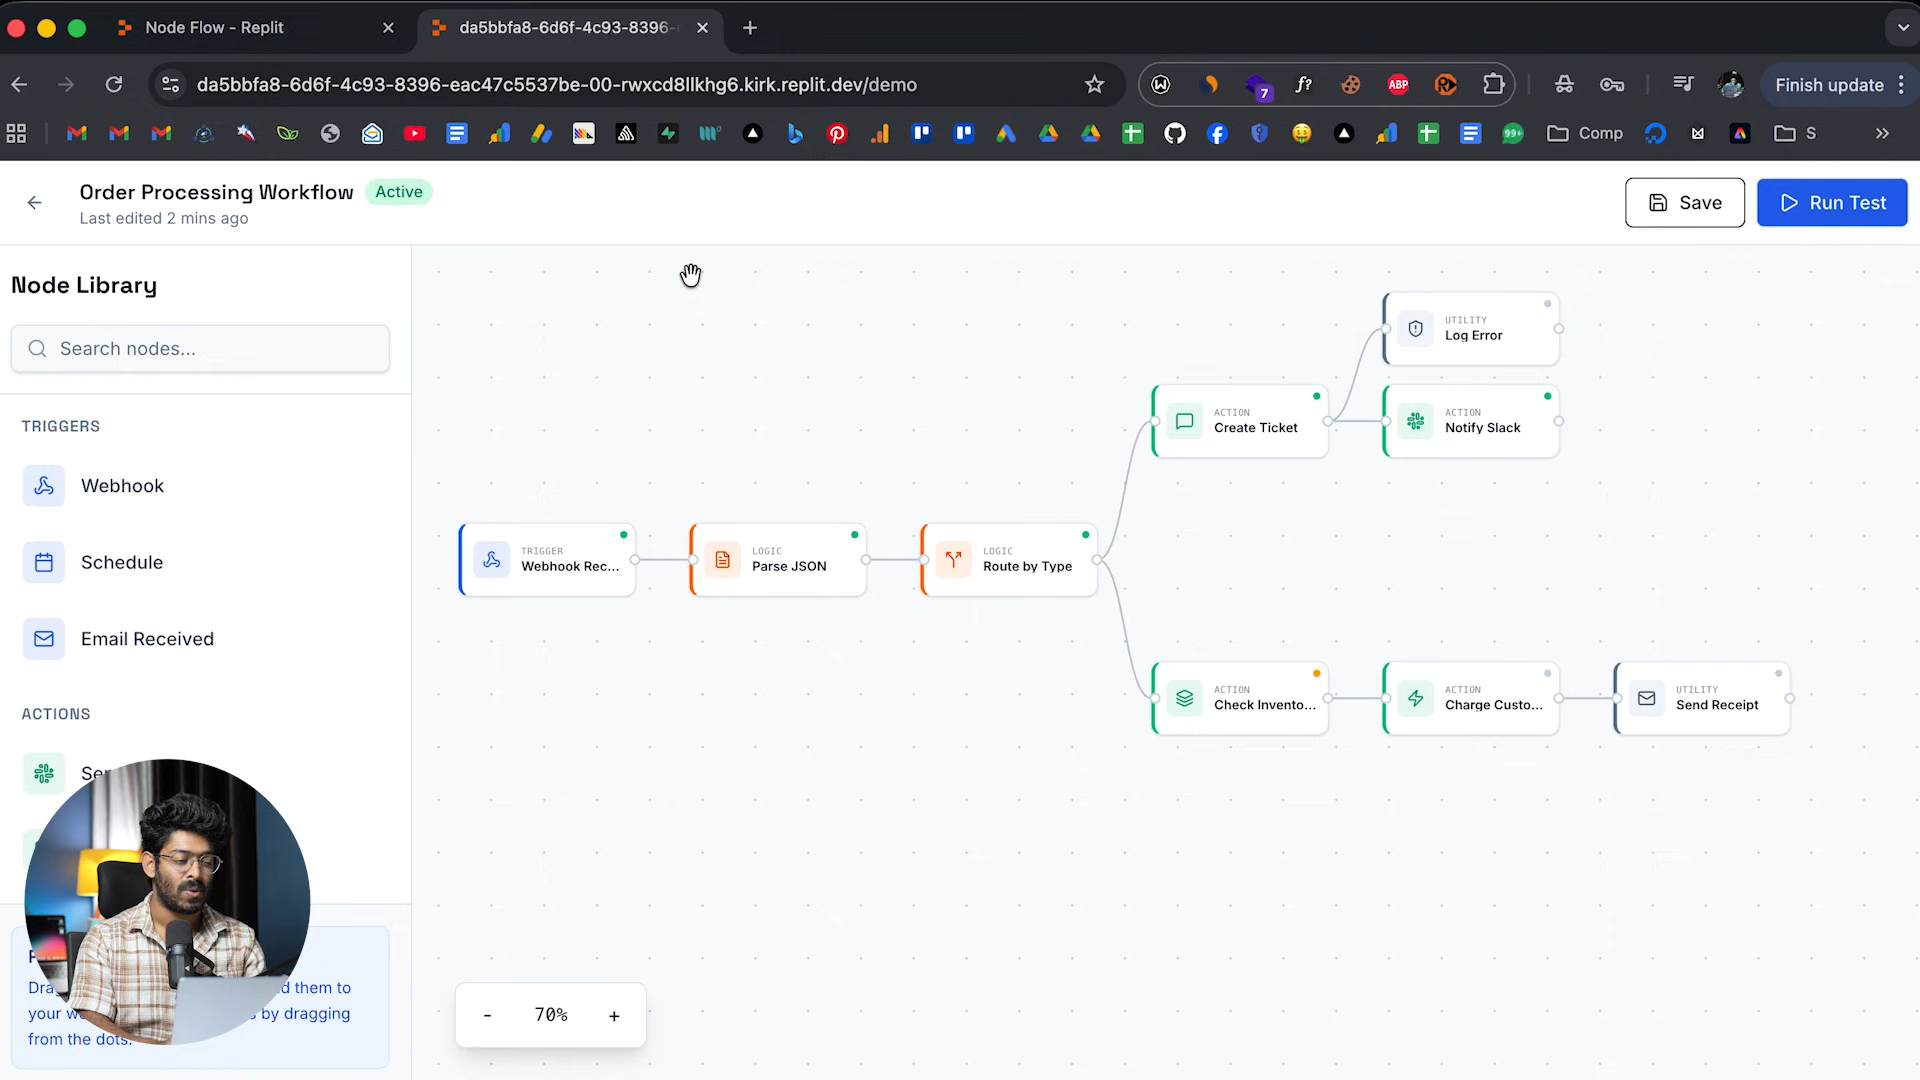 Node Flow - Replit
da5bbfa8-6d6f-4c93-8396-
da5bbfa8-6d6f-4c93-8396-eac47c5537be-00-rwxcd8llkhg6.kirk.replit.dev/demo
f?
7
ABP
Finish update
99+
Comp
S
Order Processing Workflow
Active
Last edited 2 mins ago
Save
Run Test
Node Library
Search nodes...
TRIGGERS
Webhook
Schedule
Email Received
ACTIONS
TRIGGER
Webhook Rec...
LOGIC
Parse JSON
LOGIC
Route by Type
ACTION
Create Ticket
UTILITY
Log Error
ACTION
Notify Slack
ACTION
Check Invento...
ACTION
Charge Custo...
UTILITY
Send Receipt
them to
your
by dragging
from the dots.
- 70% +